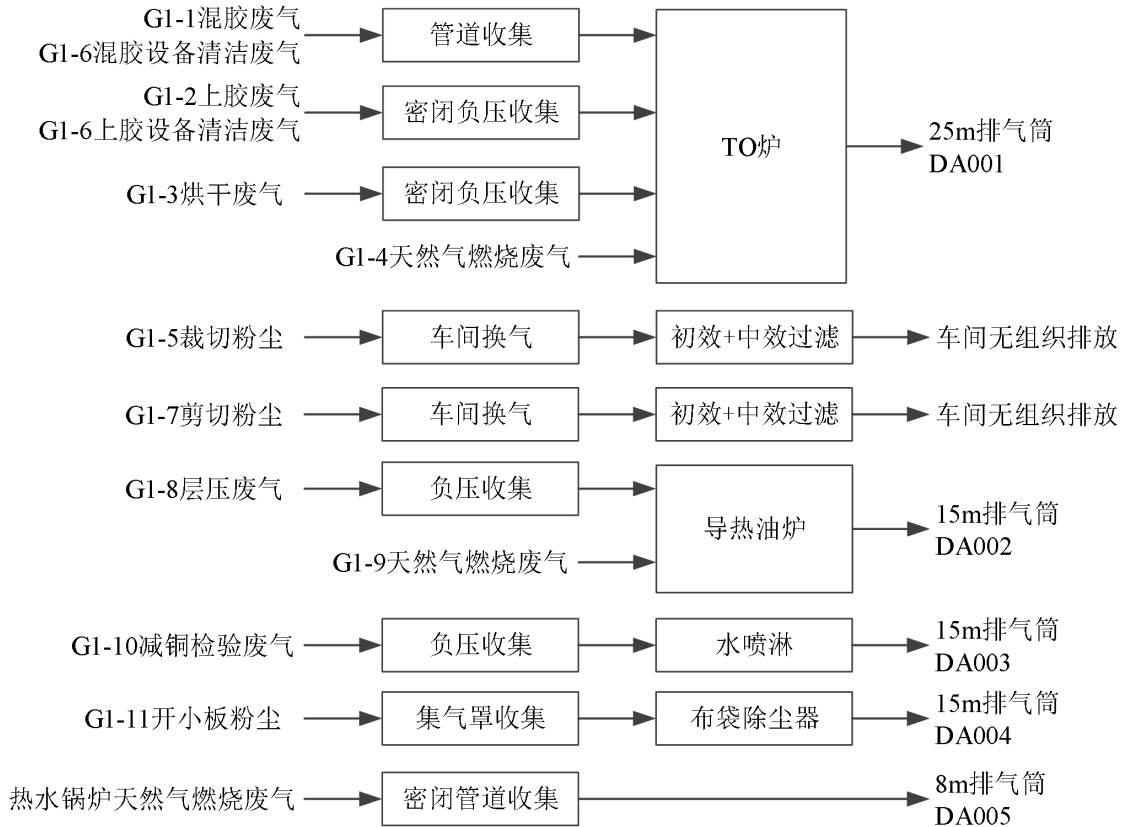 G1-1混胶废气
G1-6混胶设备清洁废气
管道收集
G1-2上胶废气
G1-6上胶设备清洁废气
密闭负压收集
TO炉
25m排气筒
DA001
G1-3烘干废气
密闭负压收集
G1-4天然气燃烧废气
G1-5裁切粉尘
车间换气
初效+中效过滤
车间无组织排放
G1-7剪切粉尘
车间换气
初效+中效过滤
车间无组织排放
G1-8层压废气
负压收集
导热油炉
15m排气筒
DA002
G1-9天然气燃烧废气
G1-10减铜检验废气
负压收集
水喷淋
15m排气筒
DA003
G1-11开小板粉尘
集气罩收集
布袋除尘器
15m排气筒
DA004
热水锅炉天然气燃烧废气
密闭管道收集
8m排气筒
DA005